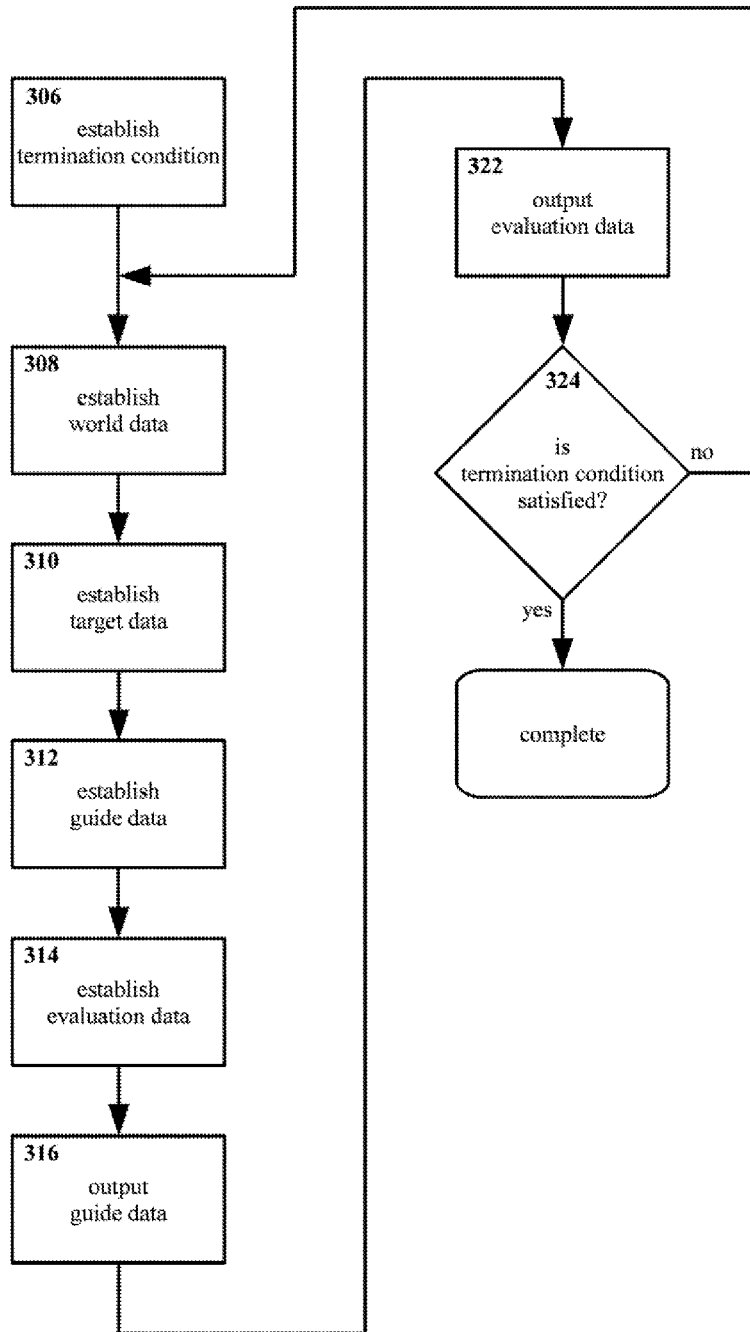 306
establish
termination condition
308
establish
world data
310
establish
target data
312
establish
guide data
314
establish
evaluation data
316
output
guide data
322
output
evaluation data
324
is
termination condition
satisfied?
no
yes
complete